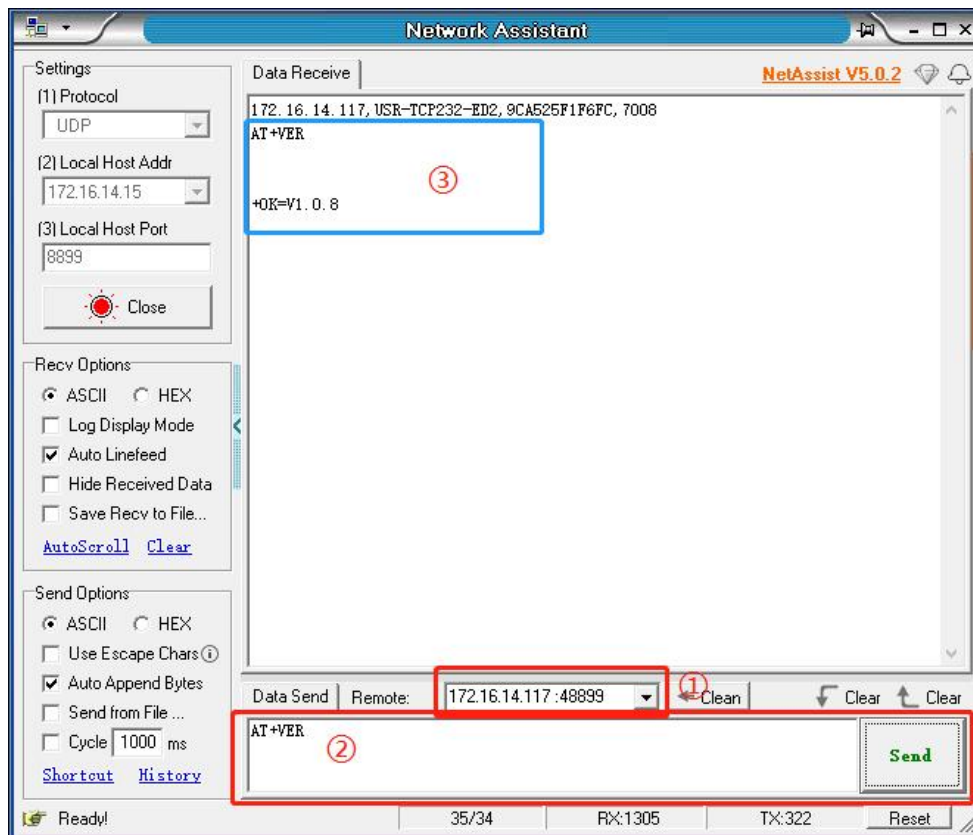 Network Assistant
Settings
(1) Protocol
UDP
(2) Local Host Addr
172.16.14.15
(3) Local Host Port
8899
Close
Recv Options
ASCII HEX
Log Display Mode
Auto Linefeed
Hide Received Data
Save Recv to File...
AutoScroll Clear
Send Options
ASCII HEX
Use Escape Chars
Auto Append Bytes
Send from File ...
Cycle 1000 ms
Shortcut History
Data Receive
NetAssist V5.0.2
172.16.14.117, USR-TCP232-ED2, 9CA525F1F6FC, 7008
AT+VER
③
+OK=V1.0.8
Data Send Remote: 172.16.14.117 :48899 ① Clean Clear Clear
AT+VER
②
Send
Ready! 35/34 RX:1305 TX:322 Reset